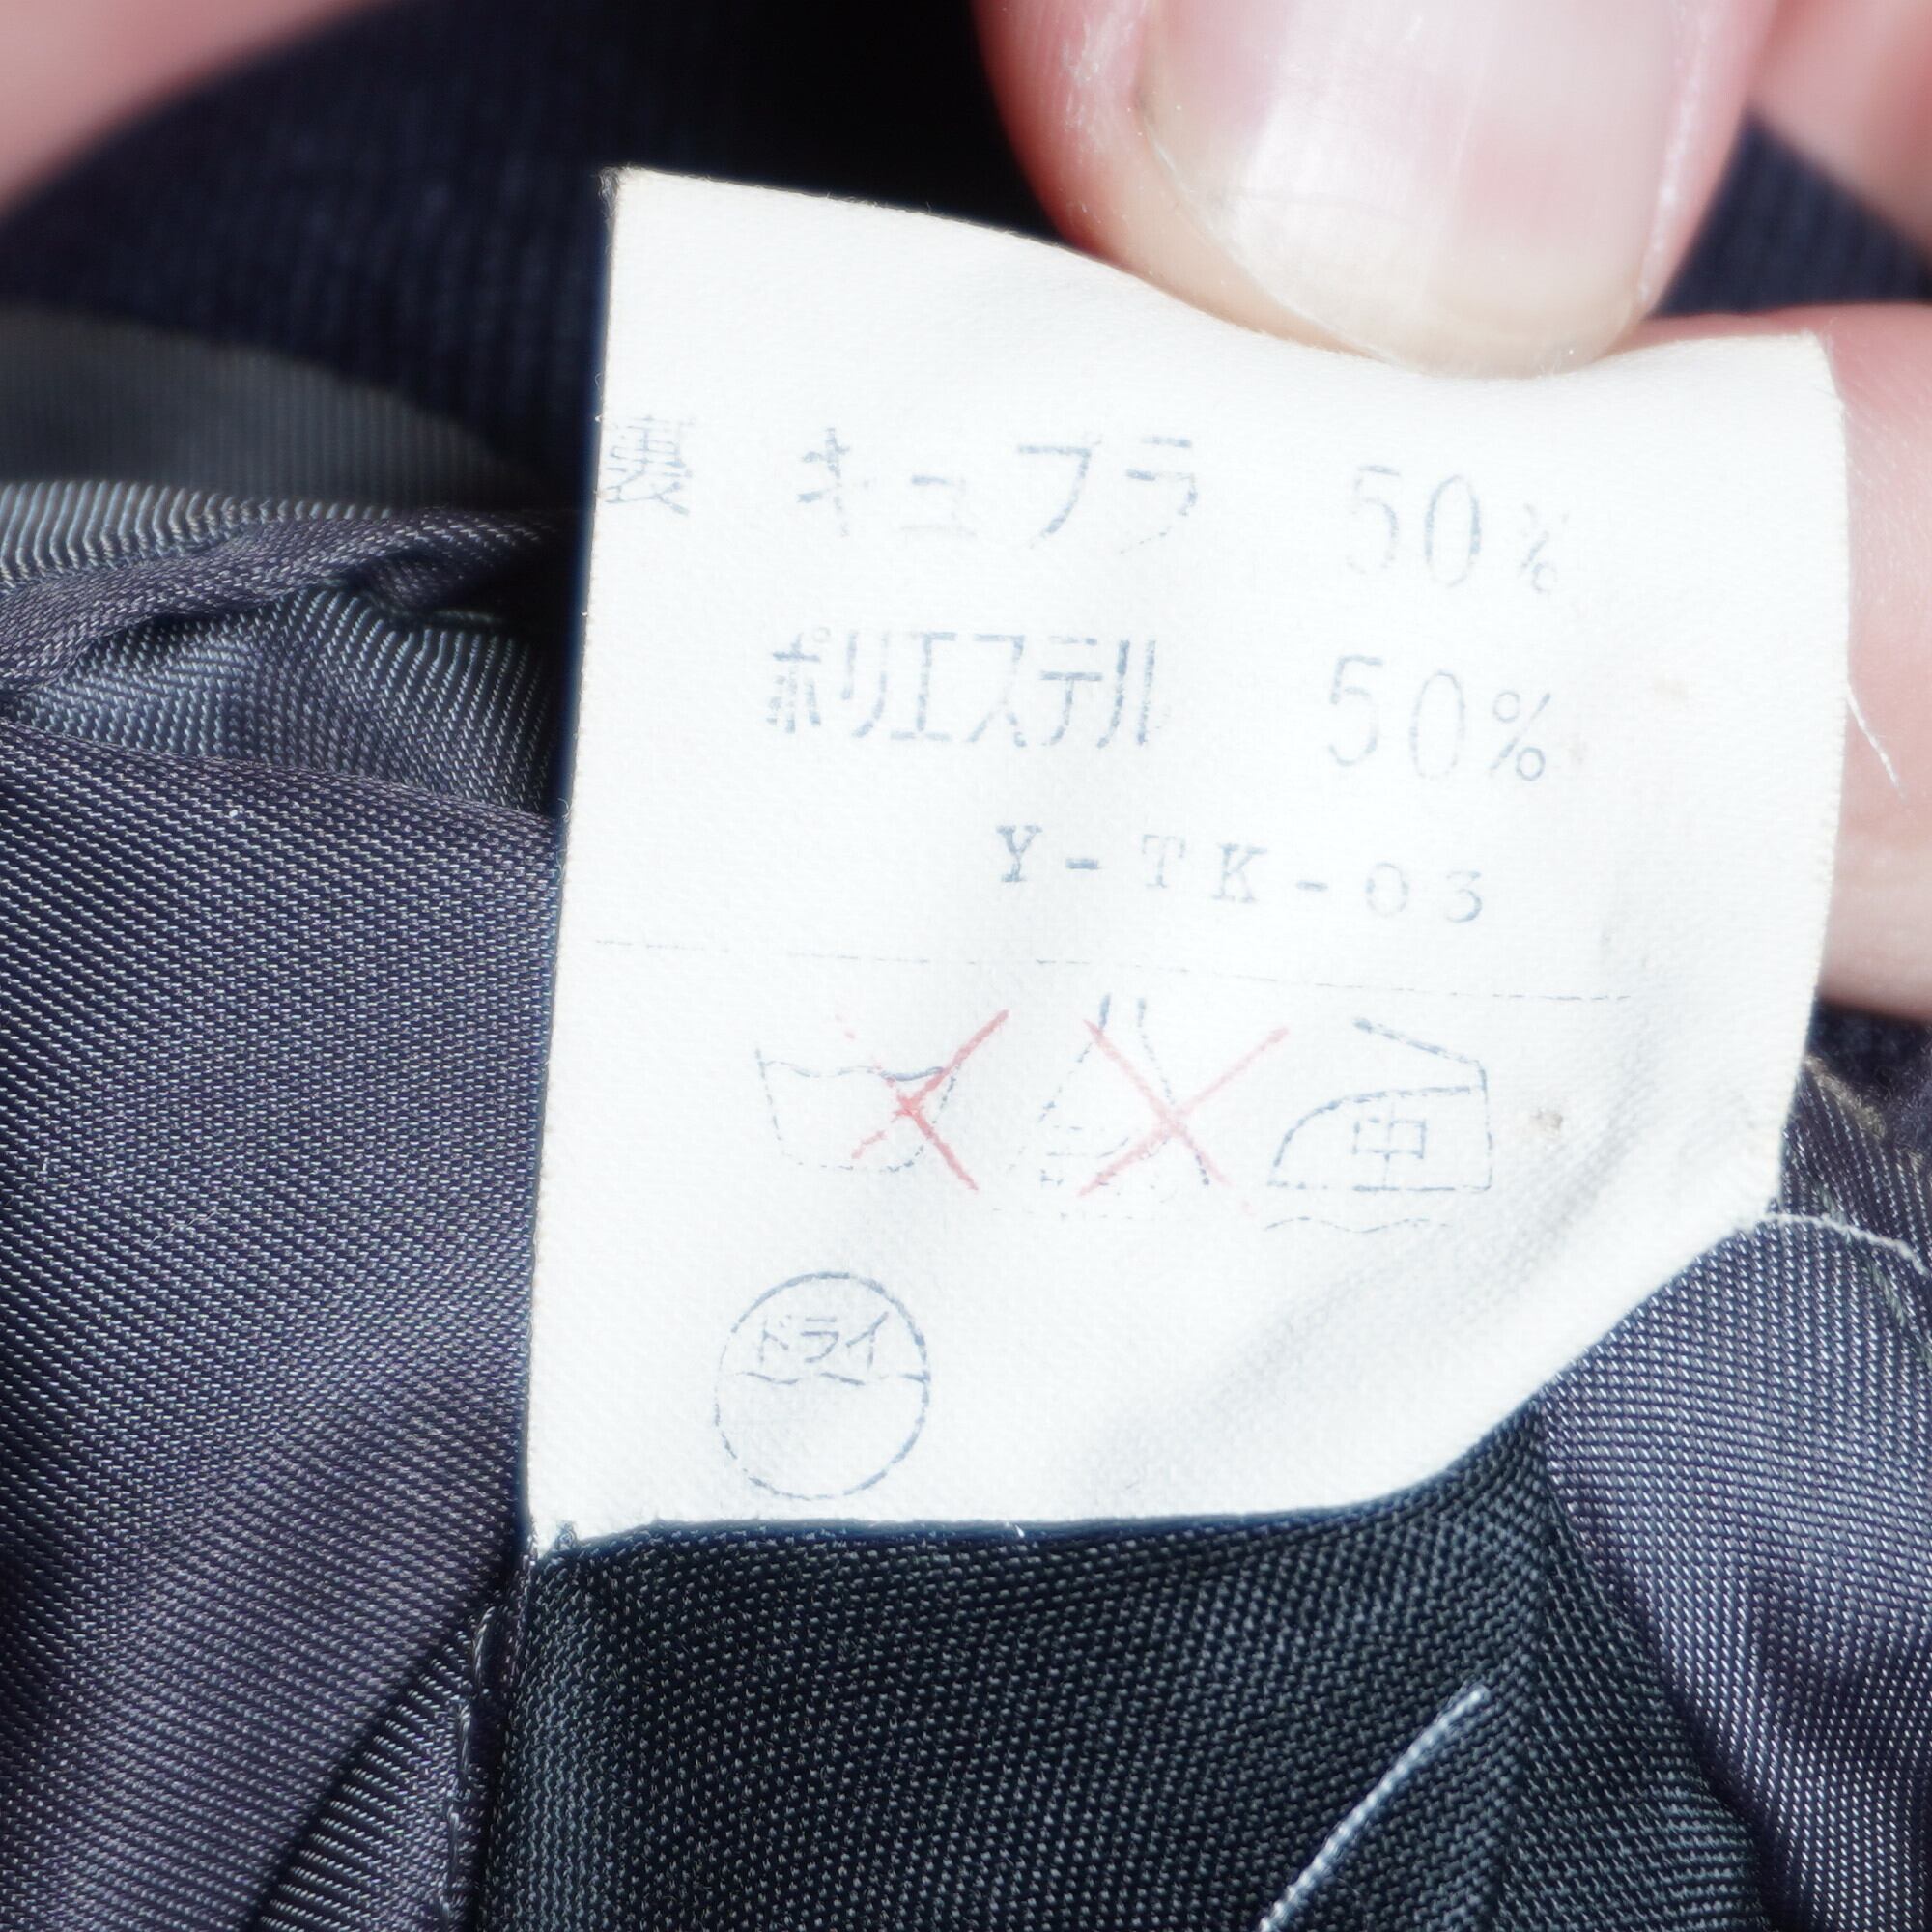 裏 キュプラ 50%
ポリエステル 50%
Y-TK-03
中
ドライ